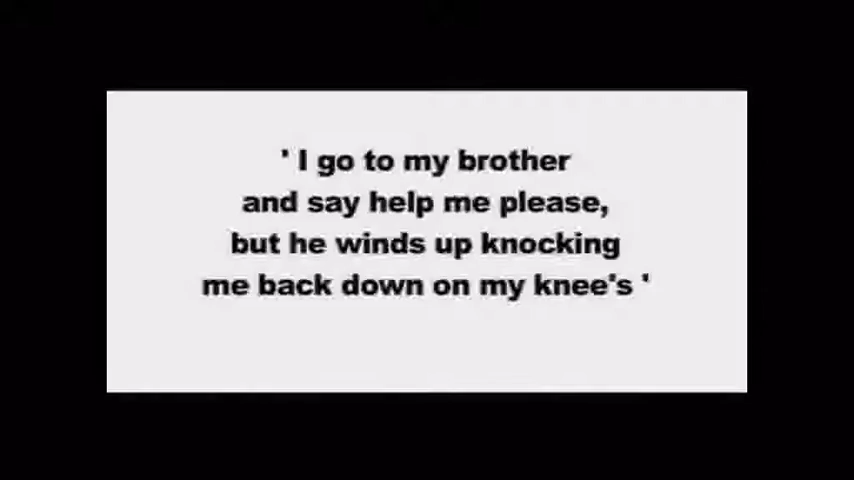 ' I go to my brother
and say help me please,
but he winds up knocking
me back down on my knee's '